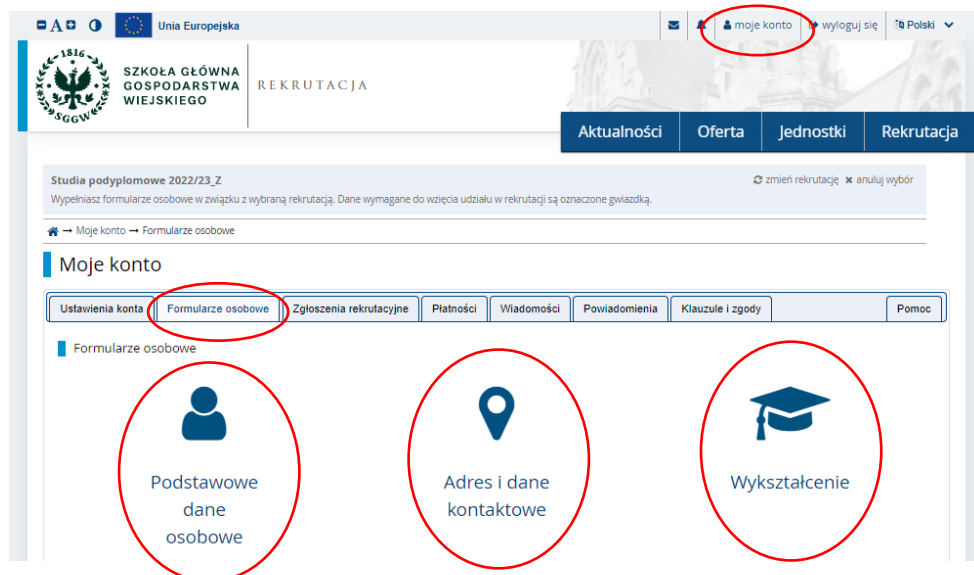 A Unia Europejska moje konto wyloguj się Polski
1816
SZKOŁA GŁÓWNA
GOSPODARSTWA
WIEJSKIEGO
SGGW
REKRUTACJA
Aktualności Oferta Jednostki Rekrutacja
Studia podyplomowe 2022/23_Z zmień rekrutację anuluj wybór
Wypełniasz formularze osobowe w związku z wybraną rekrutacją. Dane wymagane do wzięcia udziału w rekrutacji są oznaczone gwiazdką.
→ Moje konto → Formularze osobowe
Moje konto
Ustawienia konta Formularze osobowe Zgłoszenia rekrutacyjne Płatności Wiadomości Powiadomienia Klauzule i zgody Pomoc
Formularze osobowe
Podstawowe
dane
osobowe
Adres i dane
kontaktowe
Wykształcenie